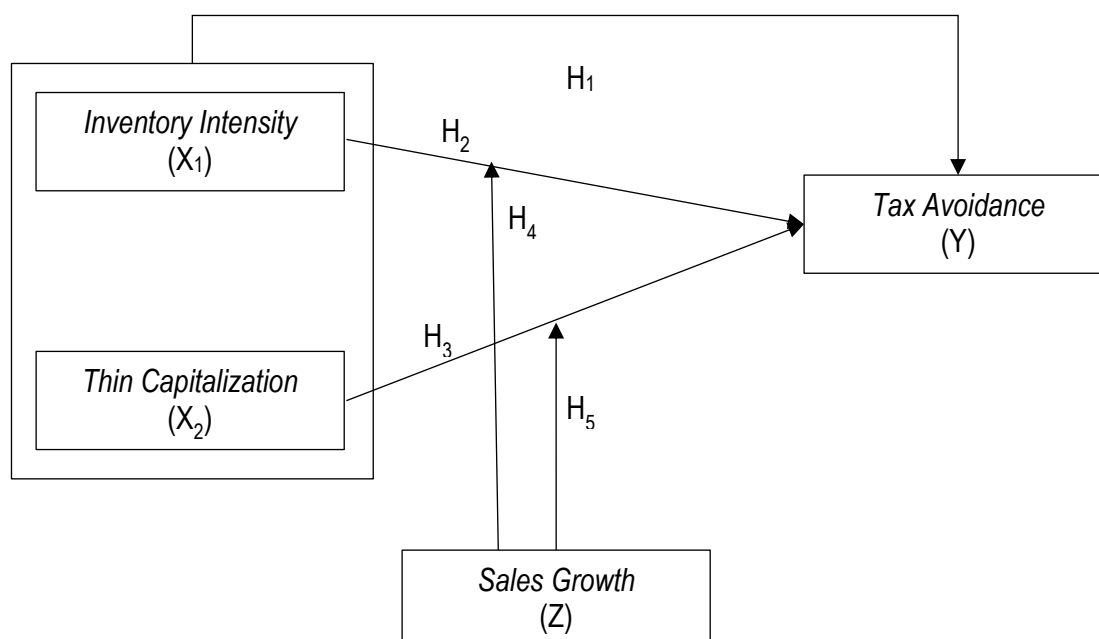 H₁
Inventory Intensity
(X₁)
H₂
Tax Avoidance
(Y)
H₄
H₃
Thin Capitalization
(X₂)
H₅
Sales Growth
(Z)